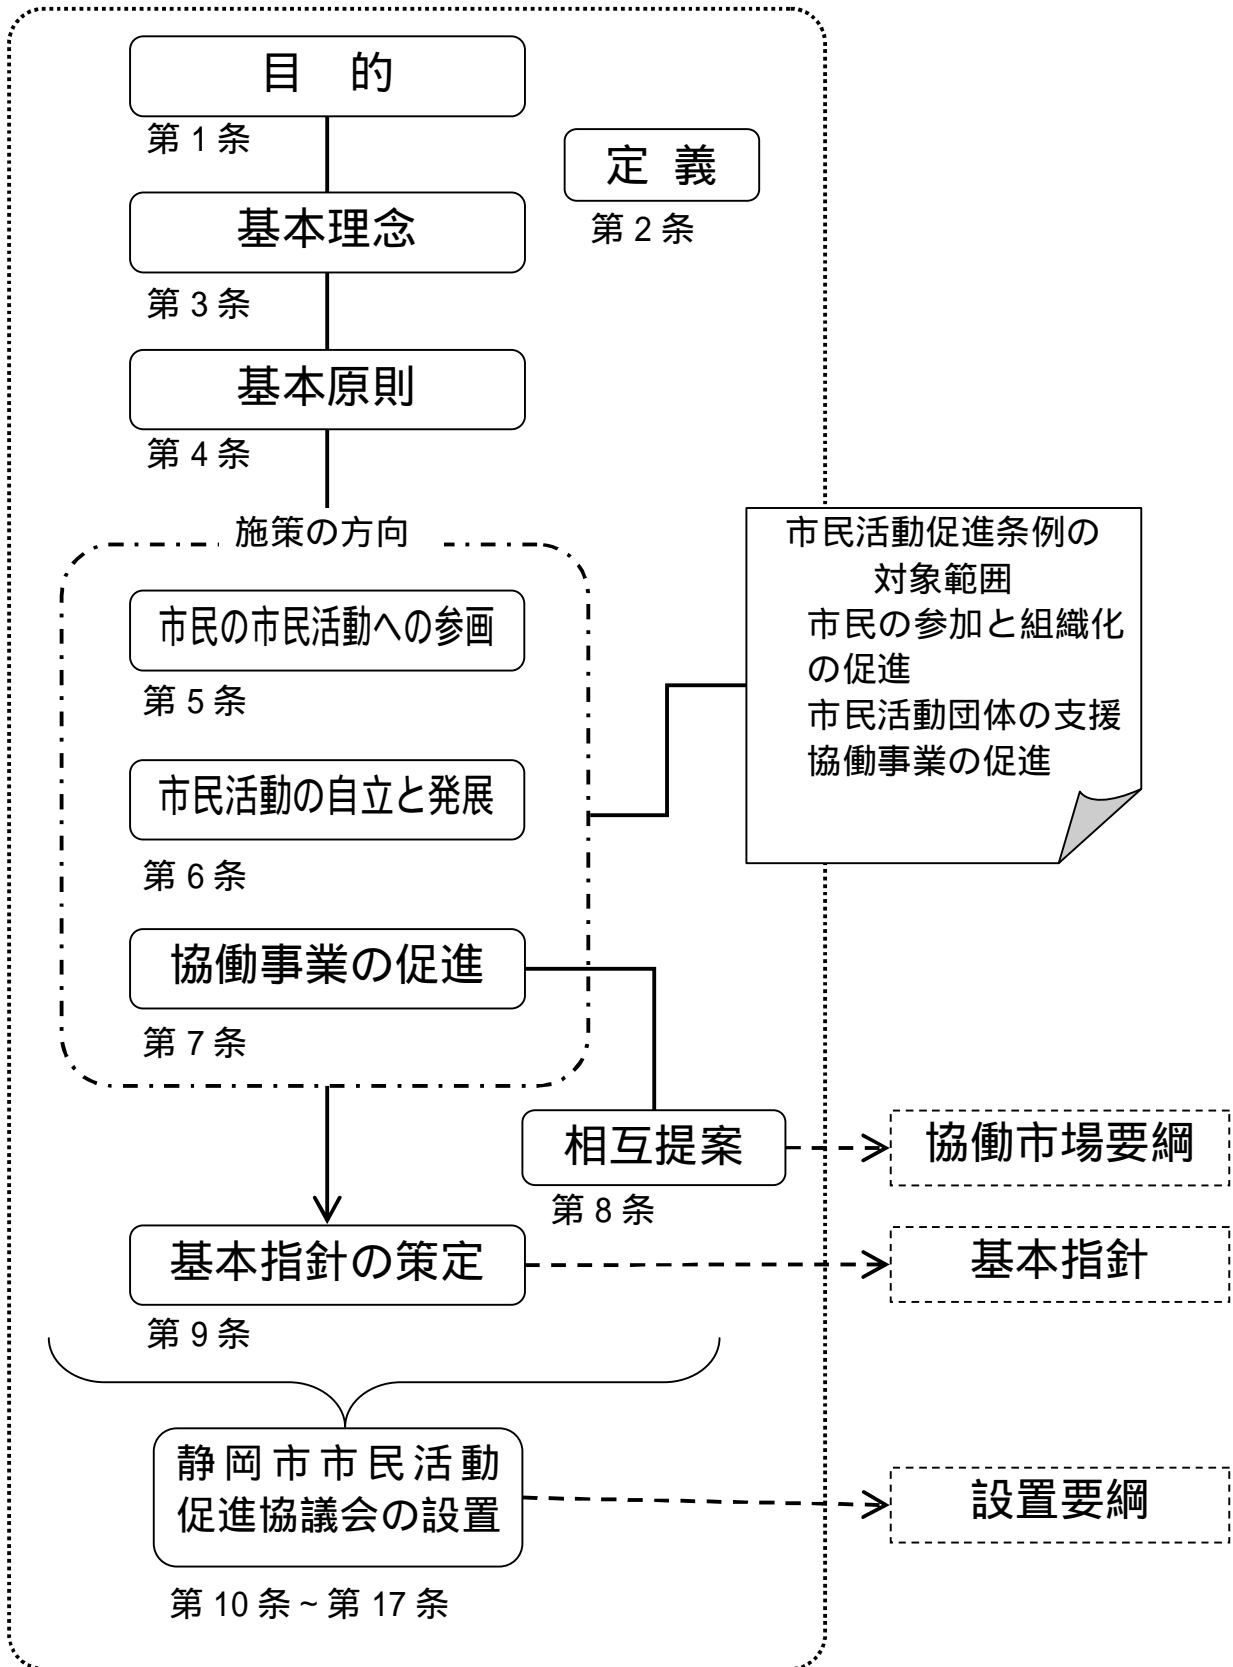 目　的
第 1 条
定 義
第 2 条
基本理念
第 3 条
基本原則
第 4 条
施策の方向
市民の市民活動への参画
第 5 条
市民活動の自立と発展
第 6 条
協働事業の促進
第 7 条
市民活動促進条例の
対象範囲
市民の参加と組織化
の促進
市民活動団体の支援
協働事業の促進
相互提案
第 8 条
協働市場要綱
基本指針の策定
第 9 条
基本指針
静岡市市民活動
促進協議会の設置
第 10 条 ~ 第 17 条
設置要綱